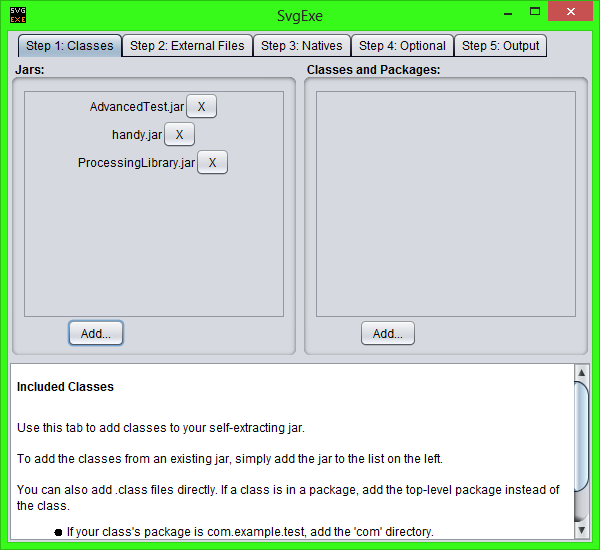 SVG
EXE
SvgExe
Step 1: Classes Step 2: External Files Step 3: Natives Step 4: Optional Step 5: Output
Jars: Classes and Packages:
AdvancedTest.jar X
handy.jar X
ProcessingLibrary.jar X
Add... Add...
Included Classes
Use this tab to add classes to your self-extracting jar.
To add the classes from an existing jar, simply add the jar to the list on the left.
You can also add .class files directly. If a class is in a package, add the top-level package instead of
the class.
● If your class's package is com.example.test, add the 'com' directory.